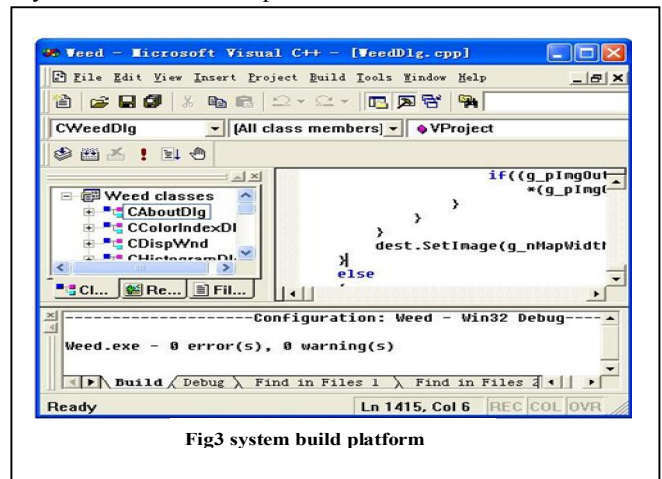 Weed - Microsoft Visual C++ - [WeedDlg.cpp]
File Edit View Insert Project Build Tools Window Help
CWeedDlg [All class members] VProject
if((g_pImgOut
*(g_pImg
}
}
}
dest.SetImage(g_nMapWidth
}
else
Weed classes
CAboutDlg
CColorIndexDl
CDispWnd
CHistogramDl
Cl... Re... Fil...
--------------------Configuration: Weed - Win32 Debug----
Weed.exe - 0 error(s), 0 warning(s)
Build Debug Find in Files 1 Find in Files 2
Ready Ln 1415, Col 6 REC COL OVR
Fig3 system build platform